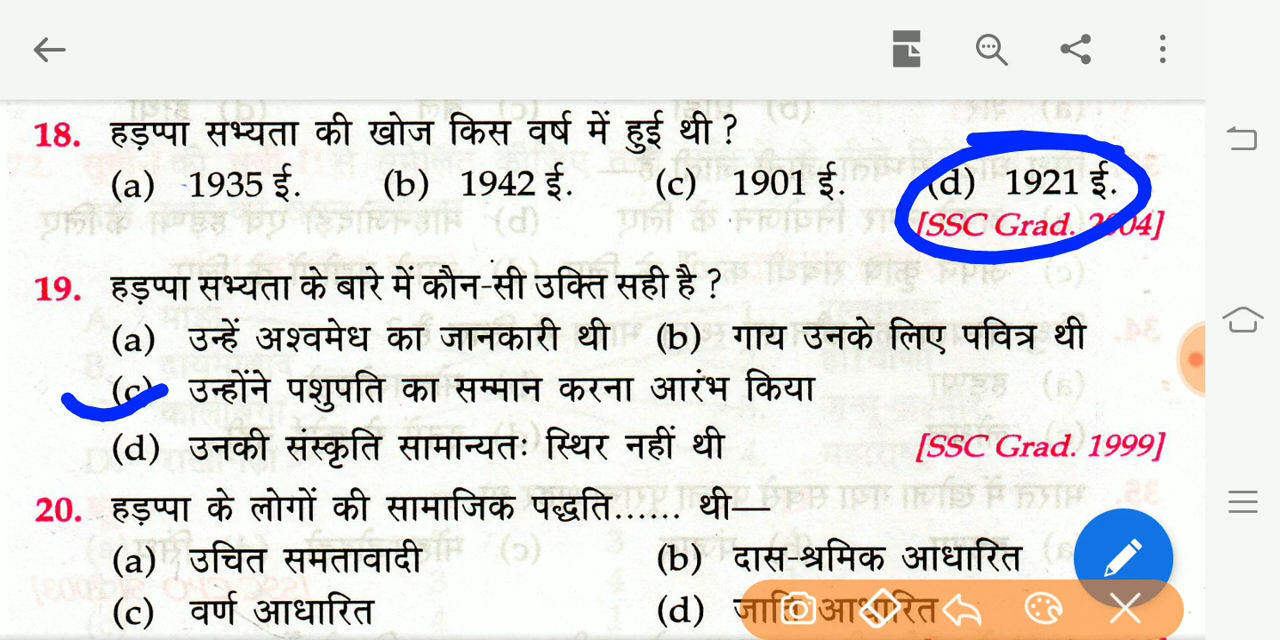 18. हड़प्पा सभ्यता की खोज किस वर्ष में हुई थी ?
(a) 1935 ई. (b) 1942 ई. (c) 1901 ई. (d) 1921 ई.
[SSC Grad. 2004]
19. हड़प्पा सभ्यता के बारे में कौन-सी उक्ति सही है ?
(a) उन्हें अश्वमेध का जानकारी थी (b) गाय उनके लिए पवित्र थी
(c) उन्होंने पशुपति का सम्मान करना आरंभ किया
(d) उनकी संस्कृति सामान्यतः स्थिर नहीं थी [SSC Grad. 1999]
20. हड़प्पा के लोगों की सामाजिक पद्धति...... थी—
(a) उचित समतावादी (b) दास-श्रमिक आधारित
(c) वर्ण आधारित (d) जाति आधारित